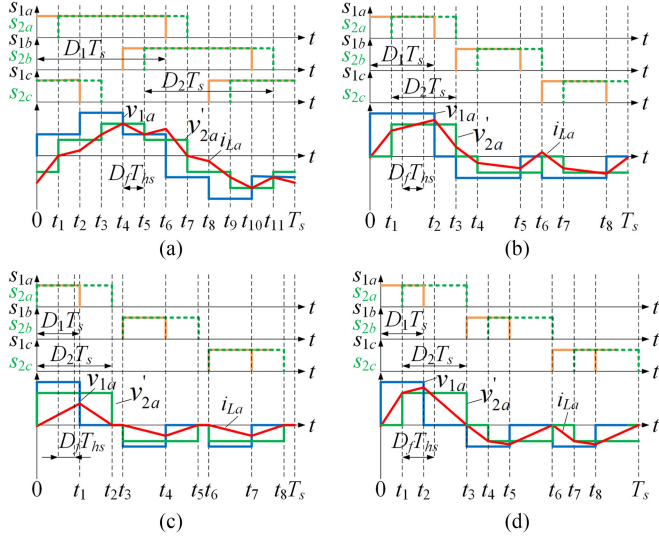 s1a
s2a
s1b
s2b
s1c
s2c
D1Ts
D2Ts
t
t
t
v1a
v'2a
iLa
t
DfThs
0 t1 t2 t3 t4 t5 t6 t7 t8 t9 t10 t11 Ts
(a)
s1a
s2a
s1b
s2b
s1c
s2c
D1Ts
D2Ts
t
t
t
v1a
v'2a
iLa
t
DfThs
0 t1 t2 t3 t4 t5 t6 t7 t8 Ts
(b)
s1a
s2a
s1b
s2b
s1c
s2c
D1Ts
D2Ts
t
t
t
v1a
v'2a
iLa
t
DfThs
0 t1 t2 t3 t4 t5 t6 t7 t8 Ts
(c)
s1a
s2a
s1b
s2b
s1c
s2c
D1Ts
D2Ts
t
t
t
v1a
v'2a
iLa
t
DfThs
0 t1 t2 t3 t4 t5 t6 t7 t8 Ts
(d)